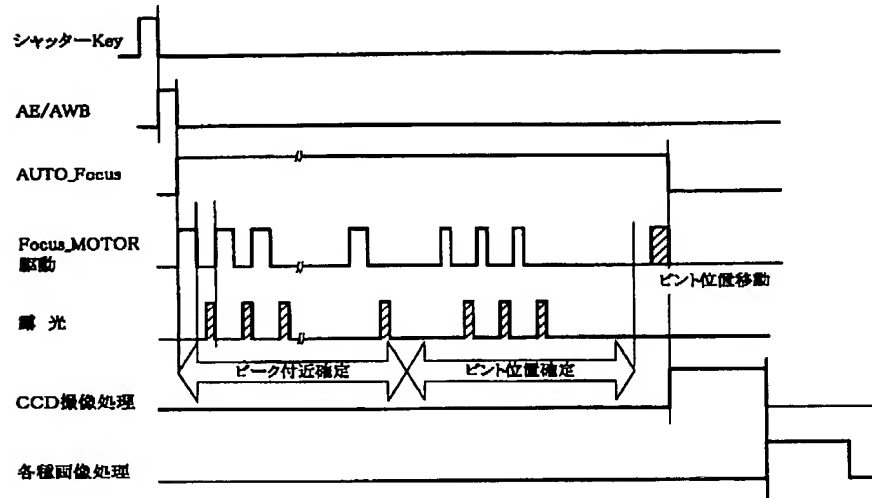 シャッターKey
AE/AWB
AUTO_Focus
Focus_MOTOR
駆動
ピント位置移動
露 光
ピーク付近確定
ピント位置確定
CCD撮像処理
各種画像処理